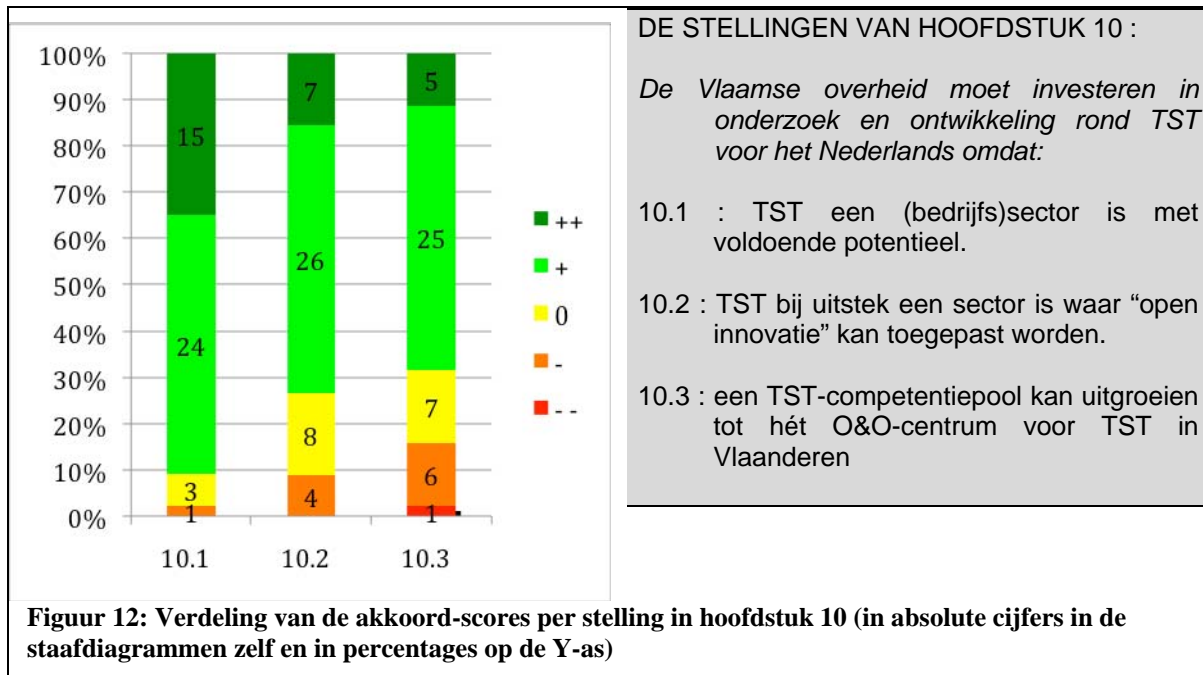 100%
90%
80%
70%
60%
50%
40%
30%
20%
10%
0%
15
24
3
1
7
26
8
4
5
25
7
6
1
10.1 10.2 10.3
++
+
0
-
- -
DE STELLINGEN VAN HOOFDSTUK 10 :
De Vlaamse overheid moet investeren in
onderzoek en ontwikkeling rond TST
voor het Nederlands omdat:
10.1 : TST een (bedrijfs)sector is met
voldoende potentieel.
10.2 : TST bij uitstek een sector is waar “open
innovatie” kan toegepast worden.
10.3 : een TST-competentiepool kan uitgroeien
tot hét O&O-centrum voor TST in
Vlaanderen
Figuur 12: Verdeling van de akkoord-scores per stelling in hoofdstuk 10 (in absolute cijfers in de
staafdiagrammen zelf en in percentages op de Y-as)